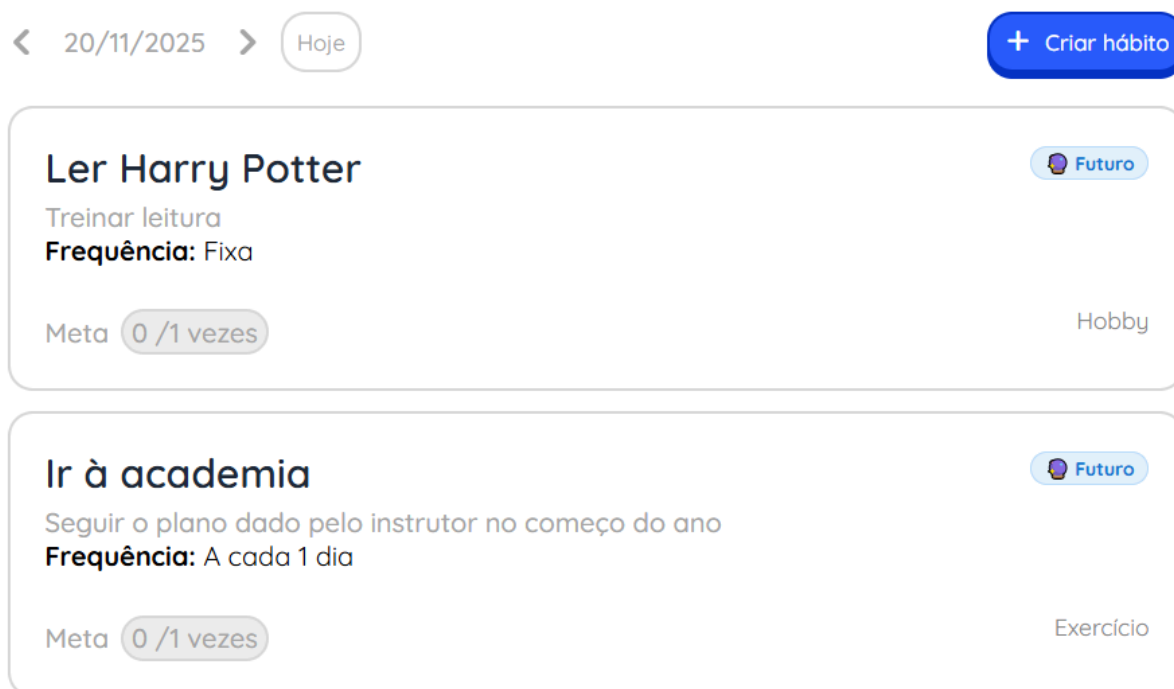 20/11/2025 Hoje + Criar hábito
Ler Harry Potter
Futuro
Treinar leitura
Frequência: Fixa
Meta 0 /1 vezes
Hobby
Ir à academia
Futuro
Seguir o plano dado pelo instrutor no começo do ano
Frequência: A cada 1 dia
Meta 0 /1 vezes
Exercício